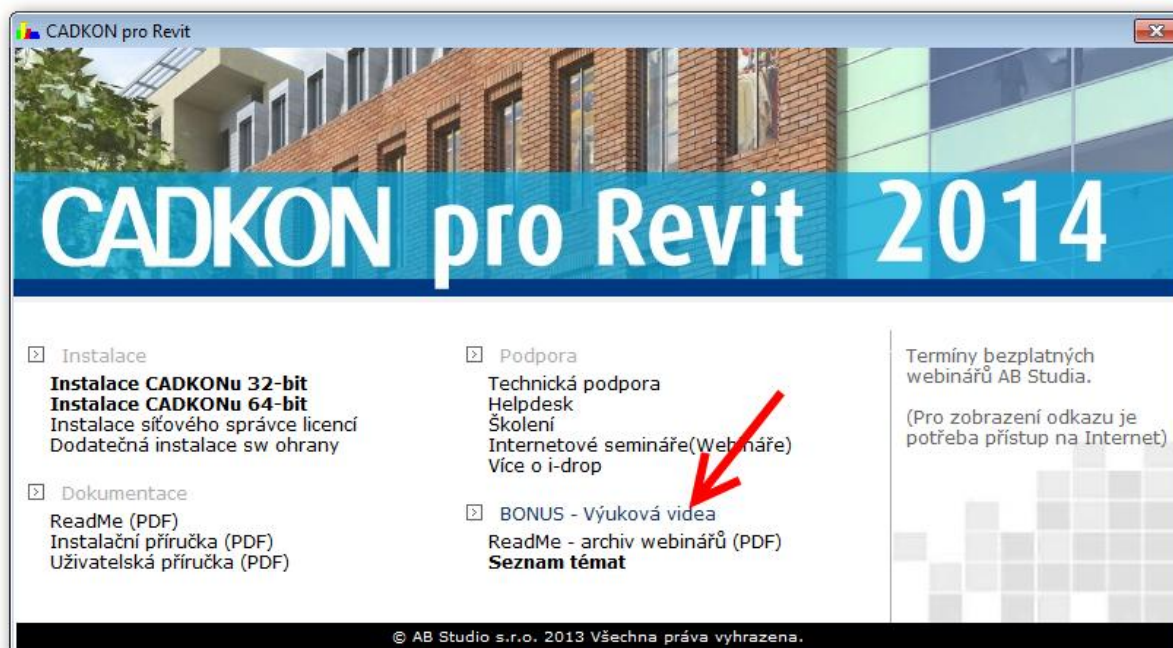 CADKON pro Revit
CADKON pro Revit 2014
Instalace
Instalace CADKONu 32-bit
Instalace CADKONu 64-bit
Instalace síťového správce licencí
Dodatečná instalace sw ohrany
Dokumentace
ReadMe (PDF)
Instalační příručka (PDF)
Uživatelská příručka (PDF)
Podpora
Technická podpora
Helpdesk
Školení
Internetové semináře(Webináře)
Více o i-drop
BONUS - Výuková videa
ReadMe - archiv webinářů (PDF)
Seznam témat
Termíny bezplatných
webinářů AB Studia.
(Pro zobrazení odkazu je
potřeba přístup na Internet)
© AB Studio s.r.o. 2013 Všechna práva vyhrazena.